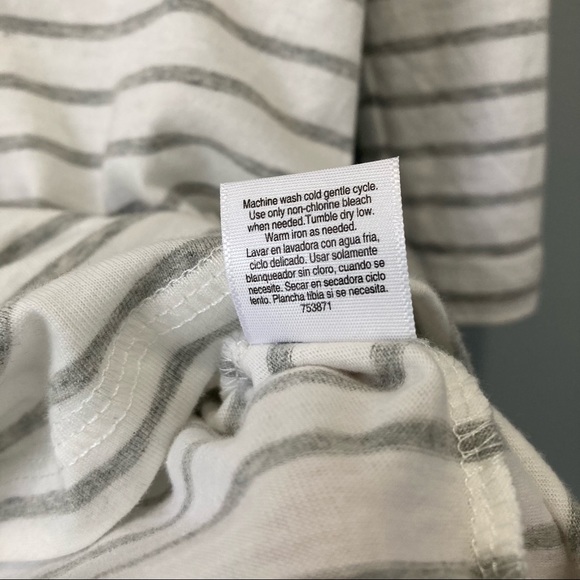 Machine wash cold gentle cycle.
Use only non-chlorine bleach
when needed.Tumble dry low.
Warm iron as needed.
Lavar en lavadora con agua fria,
ciclo delicado. Usar solamente
blanqueador sin cloro, cuando se
necesite. Secar en secadora ciclo
lento. Plancha tibia si se necesita.
753871